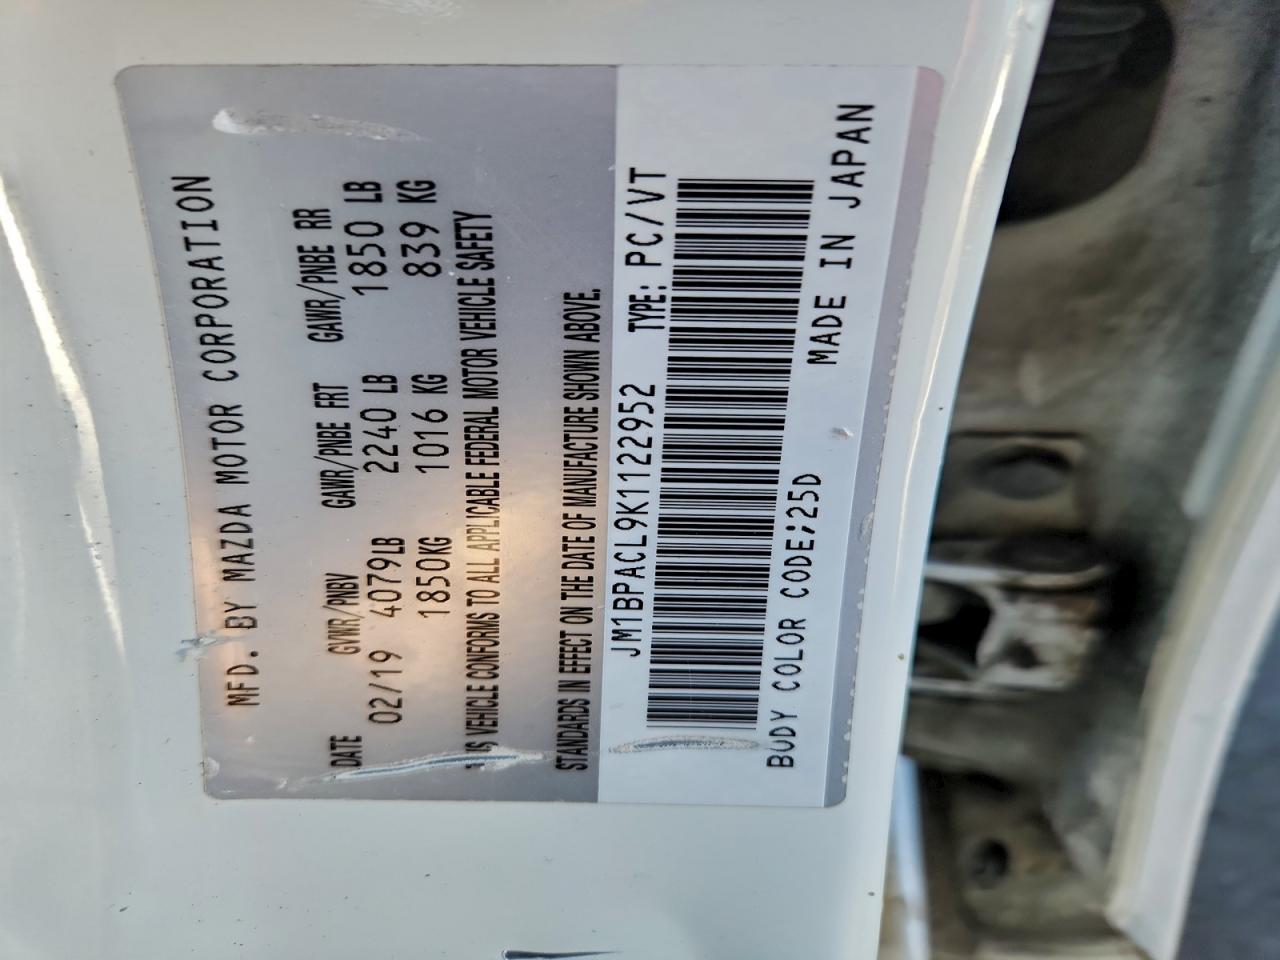 MFD. BY MAZDA MOTOR CORPORATION
DATE GVWR/PNBV GAWR/PNBE FRT GAWR/PNBE RR
02/19 4079LB 2240 LB 1850 LB
1850KG 1016 KG 839 KG
THIS VEHICLE CONFORMS TO ALL APPLICABLE FEDERAL MOTOR VEHICLE SAFETY
STANDARDS IN EFFECT ON THE DATE OF MANUFACTURE SHOWN ABOVE.
JM1BPACL9K1122952 TYPE: PC/VT
BODY COLOR CODE;25D MADE IN JAPAN